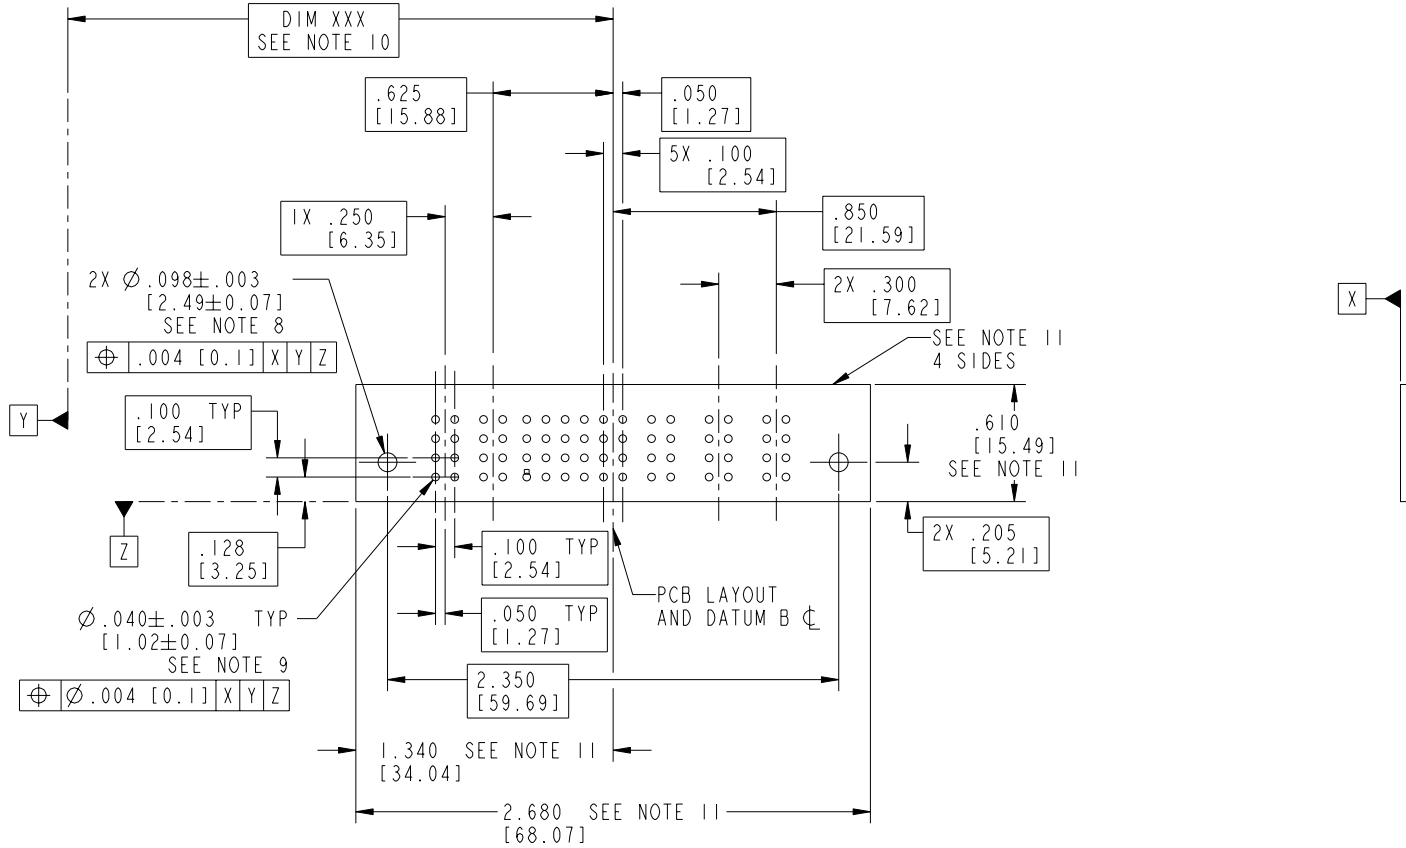 DIM XXX
SEE NOTE 10
.625
[15.88]
.050
[1.27]
5X .100
[2.54]
1X .250
[6.35]
.850
[21.59]
2X Ø .098±.003
[2.49±0.07]
SEE NOTE 8
⌖ .004 [0.1] X Y Z
2X .300
[7.62]
X
SEE NOTE 11
4 SIDES
.100 TYP
[2.54]
Y
.610
[15.49]
SEE NOTE 11
B
Z
.128
[3.25]
.100 TYP
[2.54]
2X .205
[5.21]
Ø .040±.003 TYP
[1.02±0.07]
SEE NOTE 9
⌖ Ø .004 [0.1] X Y Z
.050 TYP
[1.27]
PCB LAYOUT
AND DATUM B ℄
2.350
[59.69]
1.340 SEE NOTE 11
[34.04]
2.680 SEE NOTE 11
[68.07]